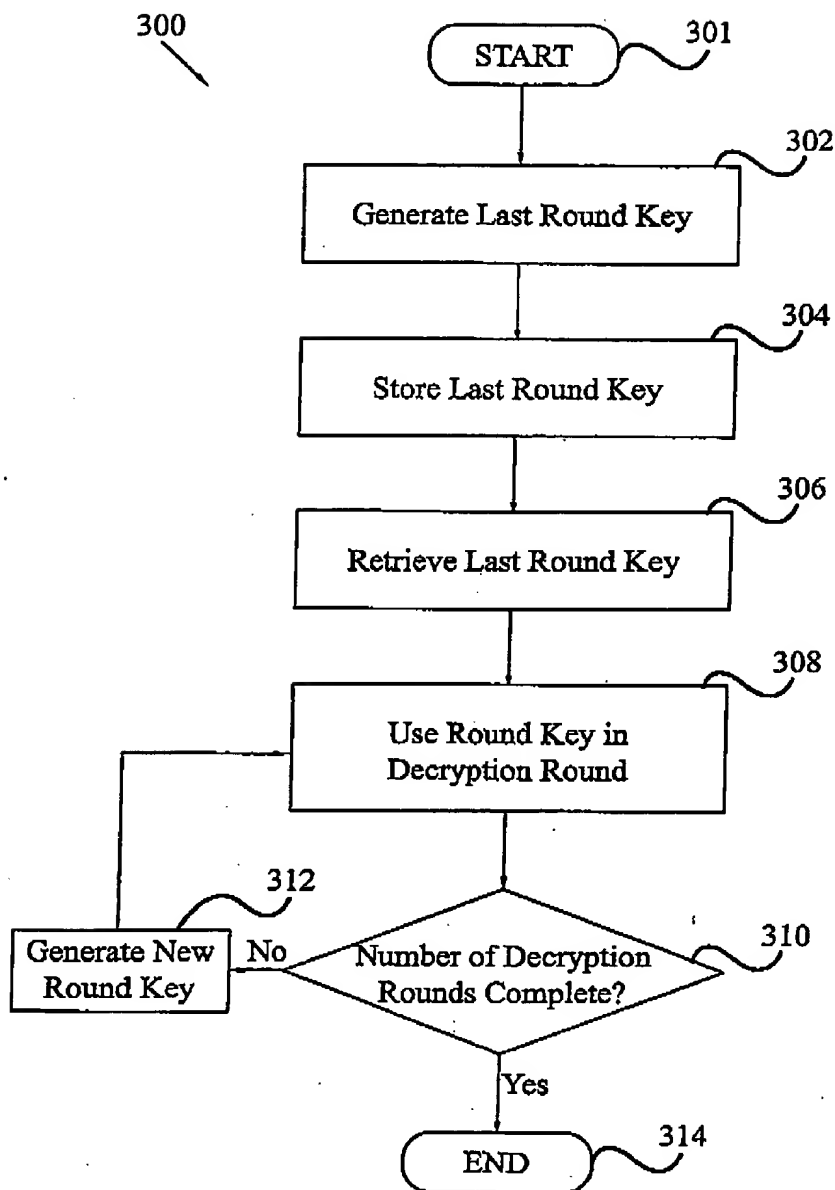 300
START
301
302
Generate Last Round Key
304
Store Last Round Key
306
Retrieve Last Round Key
308
Use Round Key in
Decryption Round
312
Generate New
Round Key
No
Number of Decryption
Rounds Complete?
310
Yes
END
314